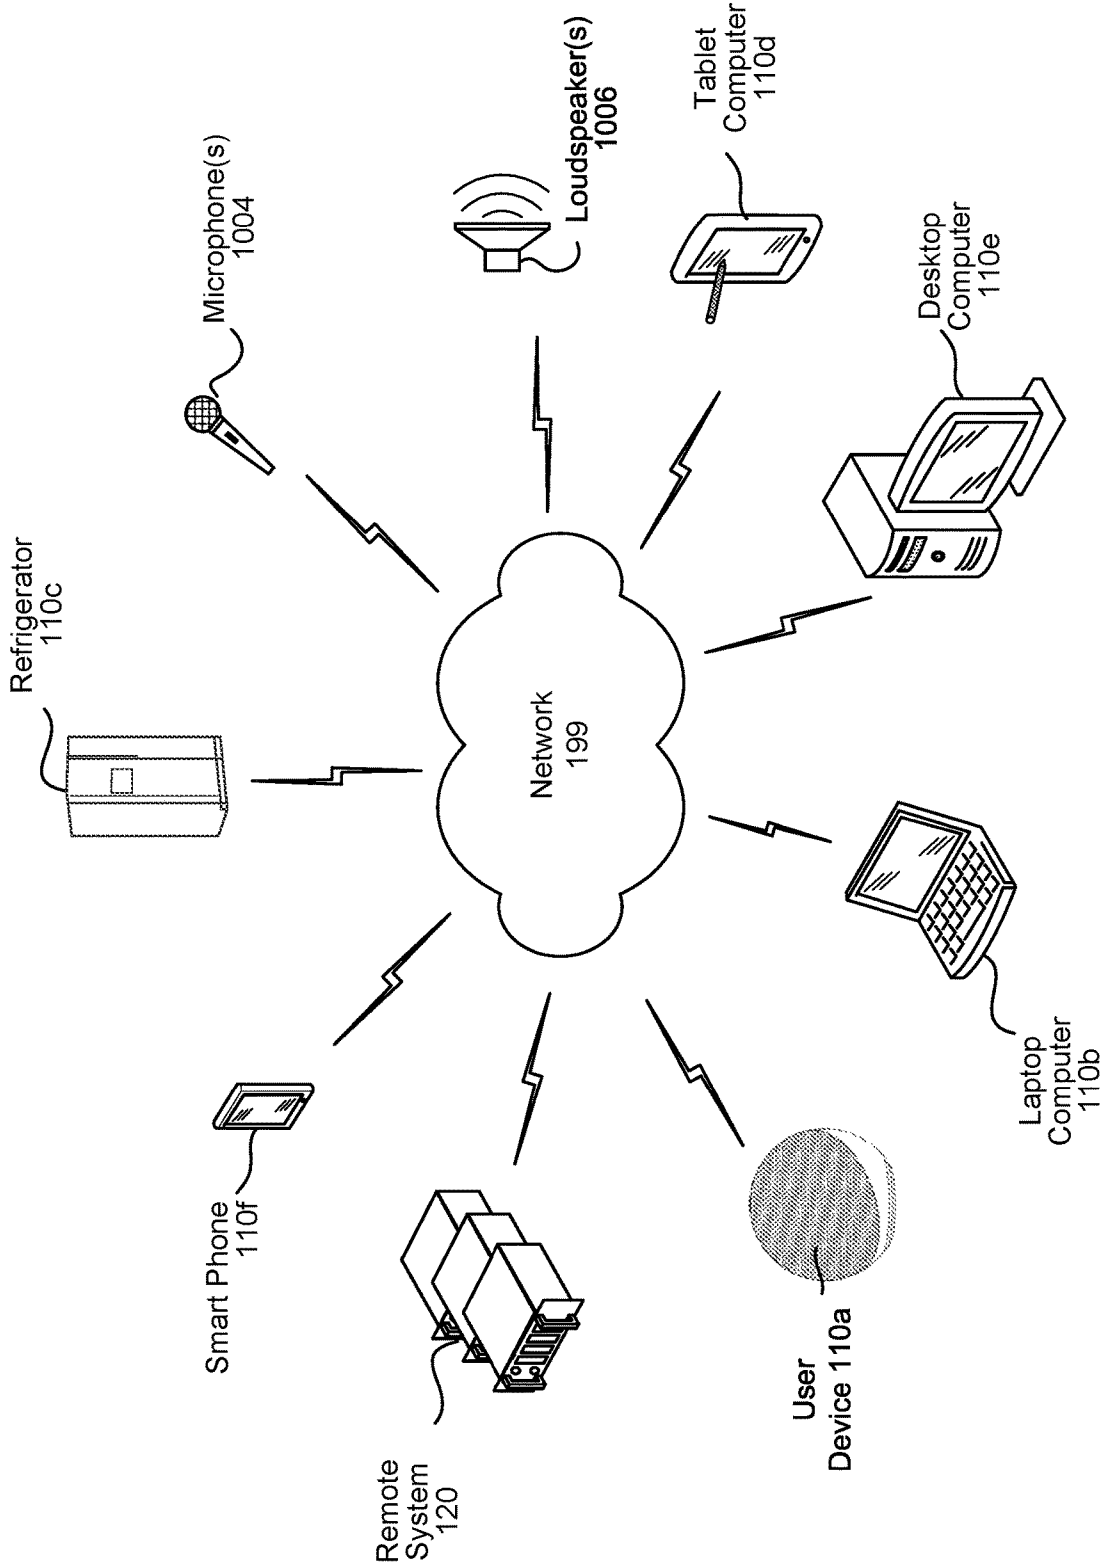 Smart Phone
110f
Refrigerator
110c
Microphone(s)
1004
Remote
System
120
Network
199
Loudspeaker(s)
1006
User
Device 110a
Laptop
Computer
110b
Desktop
Computer
110e
Tablet
Computer
110d